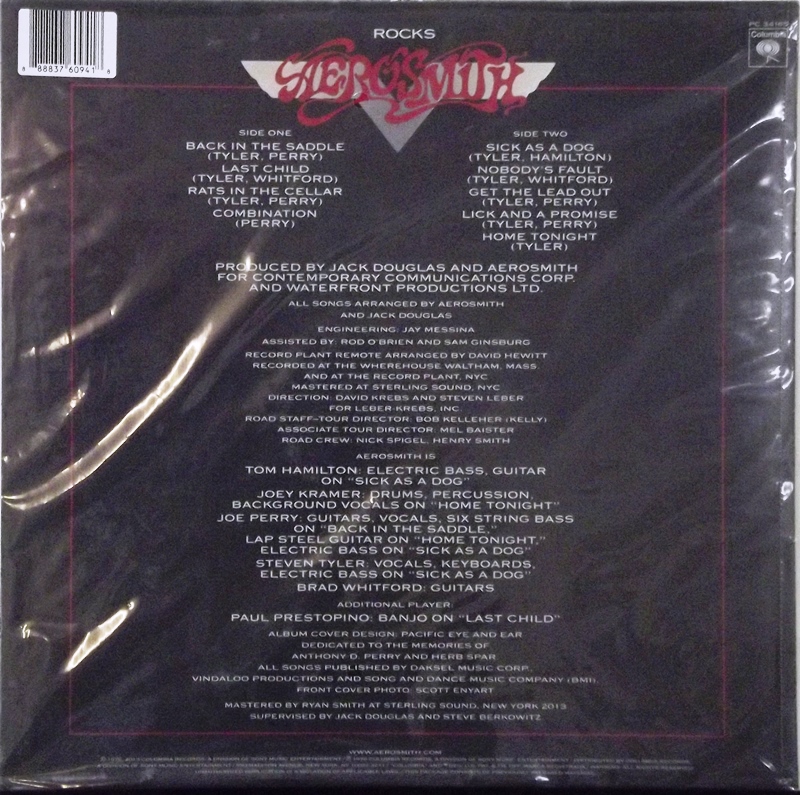 ROCKS
AEROSMITH
PC 34165
Columbia
8 88837 60941 8
SIDE ONE
BACK IN THE SADDLE
(TYLER, PERRY)
LAST CHILD
(TYLER, WHITFORD)
RATS IN THE CELLAR
(TYLER, PERRY)
COMBINATION
(PERRY)
SIDE TWO
SICK AS A DOG
(TYLER, HAMILTON)
NOBODY'S FAULT
(TYLER, WHITFORD)
GET THE LEAD OUT
(TYLER, PERRY)
LICK AND A PROMISE
(TYLER, PERRY)
HOME TONIGHT
(TYLER)
PRODUCED BY JACK DOUGLAS AND AEROSMITH
FOR CONTEMPORARY COMMUNICATIONS CORP.
AND WATERFRONT PRODUCTIONS LTD.
ALL SONGS ARRANGED BY AEROSMITH
AND JACK DOUGLAS
ENGINEERING: JAY MESSINA
ASSISTED BY: ROD O'BRIEN AND SAM GINSBURG
RECORD PLANT REMOTE ARRANGED BY DAVID HEWITT
RECORDED AT THE WHEREHOUSE WALTHAM, MASS
AND AT THE RECORD PLANT, NYC
MASTERED AT STERLING SOUND, NYC
DIRECTION: DAVID KREBS AND STEVEN LEBER
FOR LEBER-KREBS, INC.
ROAD STAFF–TOUR DIRECTOR: BOB KELLEHER (KELLY)
ASSOCIATE TOUR DIRECTOR: MEL BAISTER
ROAD CREW: NICK SPIGEL, HENRY SMITH
AEROSMITH IS
TOM HAMILTON: ELECTRIC BASS, GUITAR
ON "SICK AS A DOG"
JOEY KRAMER: DRUMS, PERCUSSION,
BACKGROUND VOCALS ON "HOME TONIGHT"
JOE PERRY: GUITARS, VOCALS, SIX STRING BASS
ON "BACK IN THE SADDLE,"
LAP STEEL GUITAR ON "HOME TONIGHT,"
ELECTRIC BASS ON "SICK AS A DOG"
STEVEN TYLER: VOCALS, KEYBOARDS,
ELECTRIC BASS ON "SICK AS A DOG"
BRAD WHITFORD: GUITARS
ADDITIONAL PLAYER:
PAUL PRESTOPINO: BANJO ON "LAST CHILD"
ALBUM COVER DESIGN: PACIFIC EYE AND EAR
DEDICATED TO THE MEMORIES OF
ANTHONY D. PERRY AND HERB SPAR
ALL SONGS PUBLISHED BY DAKSEL MUSIC CORP.,
VINDALOO PRODUCTIONS AND SONG AND DANCE MUSIC COMPANY (BMI).
FRONT COVER PHOTO: SCOTT ENYART
MASTERED BY RYAN SMITH AT STERLING SOUND, NEW YORK 2013
SUPERVISED BY JACK DOUGLAS AND STEVE BERKOWITZ
WWW.AEROSMITH.COM